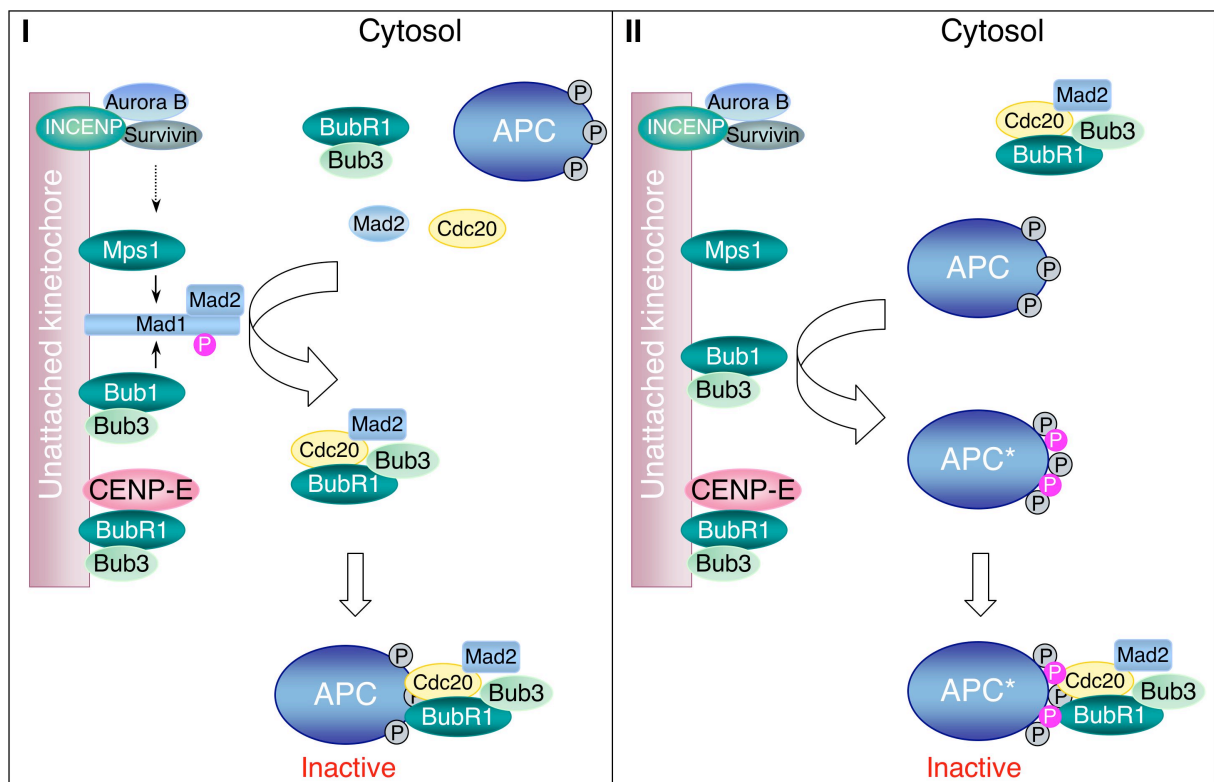 I
Cytosol
Unattached kinetochore
Aurora B
INCENP
Survivin
BubR1
Bub3
APC
P
P
P
Mad2
Cdc20
Mps1
Mad2
Mad1
P
Bub1
Bub3
Mad2
Cdc20
Bub3
BubR1
CENP-E
BubR1
Bub3
APC
P
P
P
Mad2
Cdc20
Bub3
BubR1
Inactive
II
Cytosol
Unattached kinetochore
Aurora B
INCENP
Survivin
Mad2
Cdc20
Bub3
BubR1
Mps1
APC
P
P
P
Bub1
Bub3
APC*
P
P
P
P
P
CENP-E
BubR1
Bub3
APC*
P
P
P
P
P
Mad2
Cdc20
Bub3
BubR1
Inactive